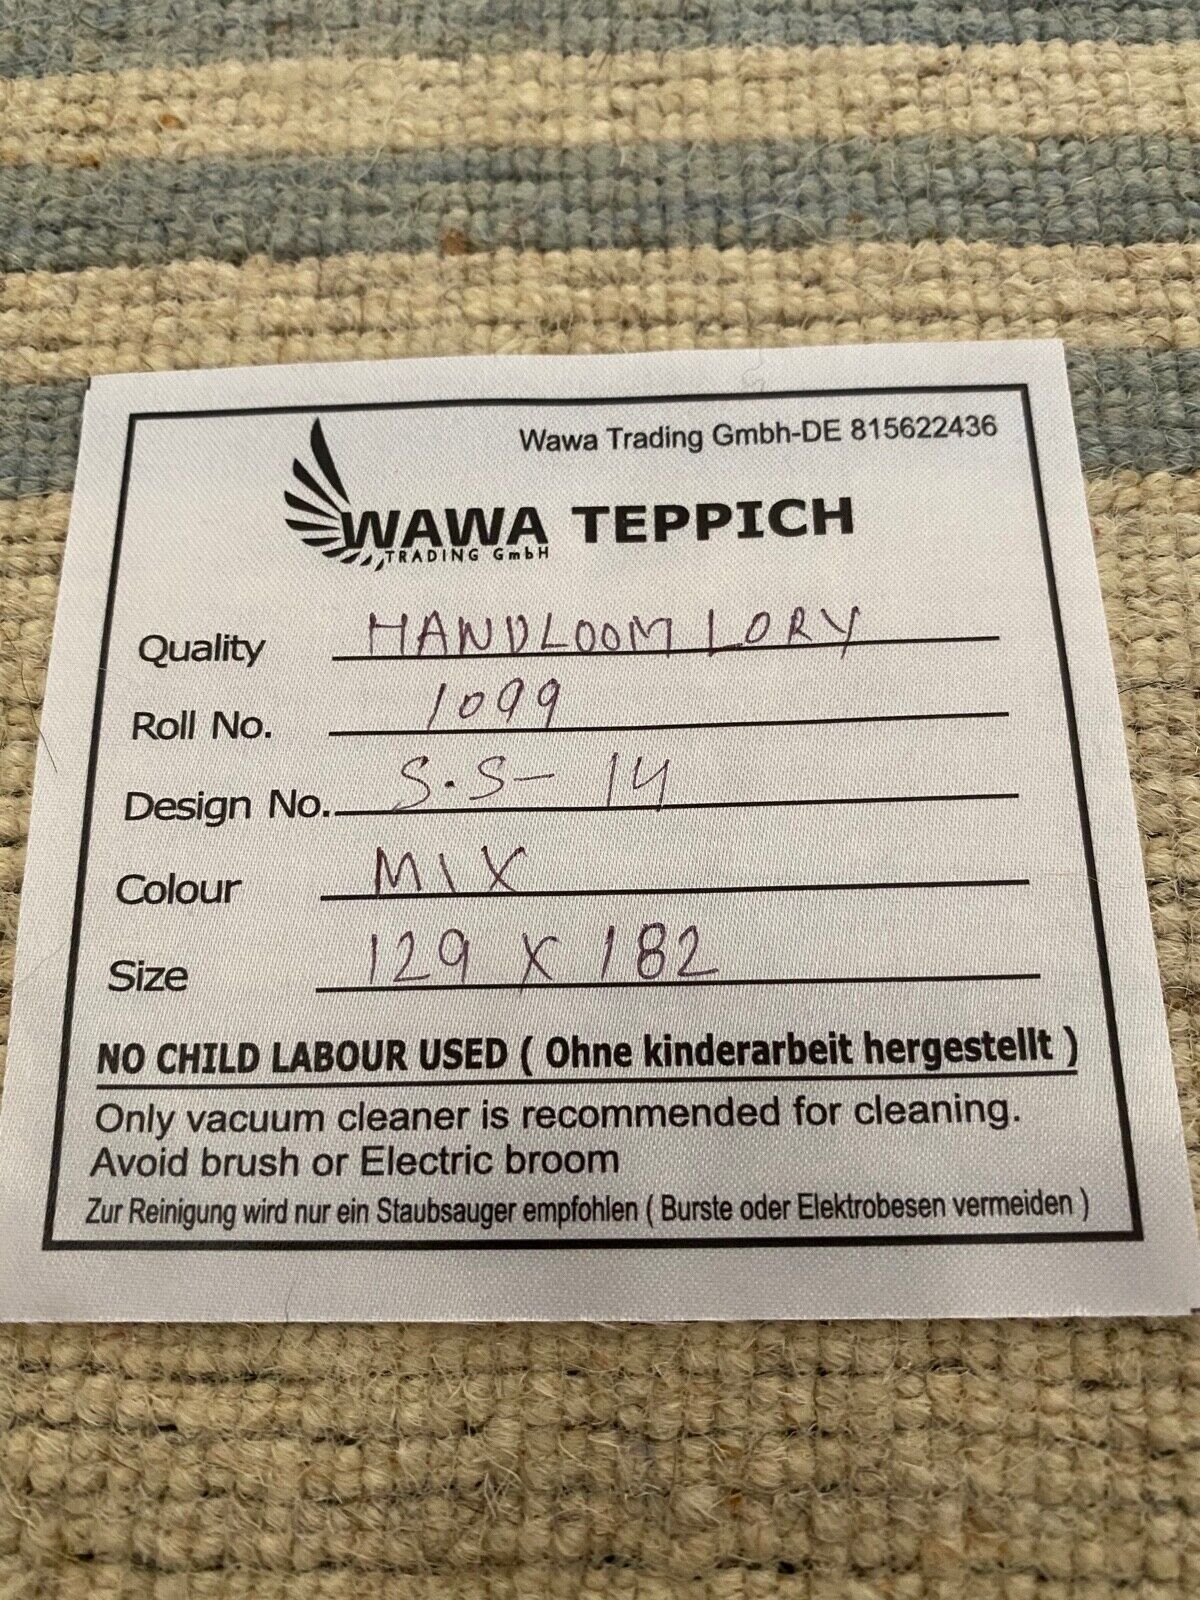 Wawa Trading Gmbh-DE 815622436
WAWA TEPPICH
TRADING GmbH
Quality HANDLOOM LORY
Roll No. 1099
Design No. S.S- 14
Colour MIX
Size 129 X 182
NO CHILD LABOUR USED ( Ohne kinderarbeit hergestellt )
Only vacuum cleaner is recommended for cleaning.
Avoid brush or Electric broom
Zur Reinigung wird nur ein Staubsauger empfohlen ( Burste oder Elektrobesen vermeiden )